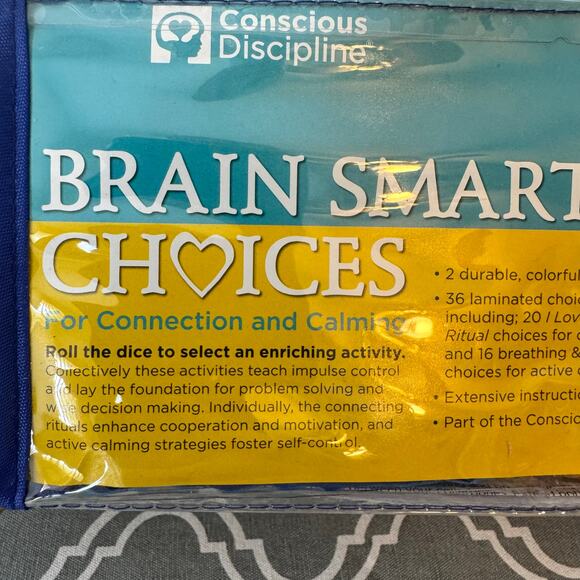 Conscious
Discipline
BRAIN SMART
CHOICES
For Connection and Calming
Roll the dice to select an enriching activity.
Collectively these activities teach impulse control
and lay the foundation for problem solving and
wise decision making. Individually, the connecting
rituals enhance cooperation and motivation, and
active calming strategies foster self-control.
• 2 durable, colorful
• 36 laminated choi
including; 20 I Lov
Ritual choices for c
and 16 breathing &
choices for active c
• Extensive instructi
• Part of the Conscio